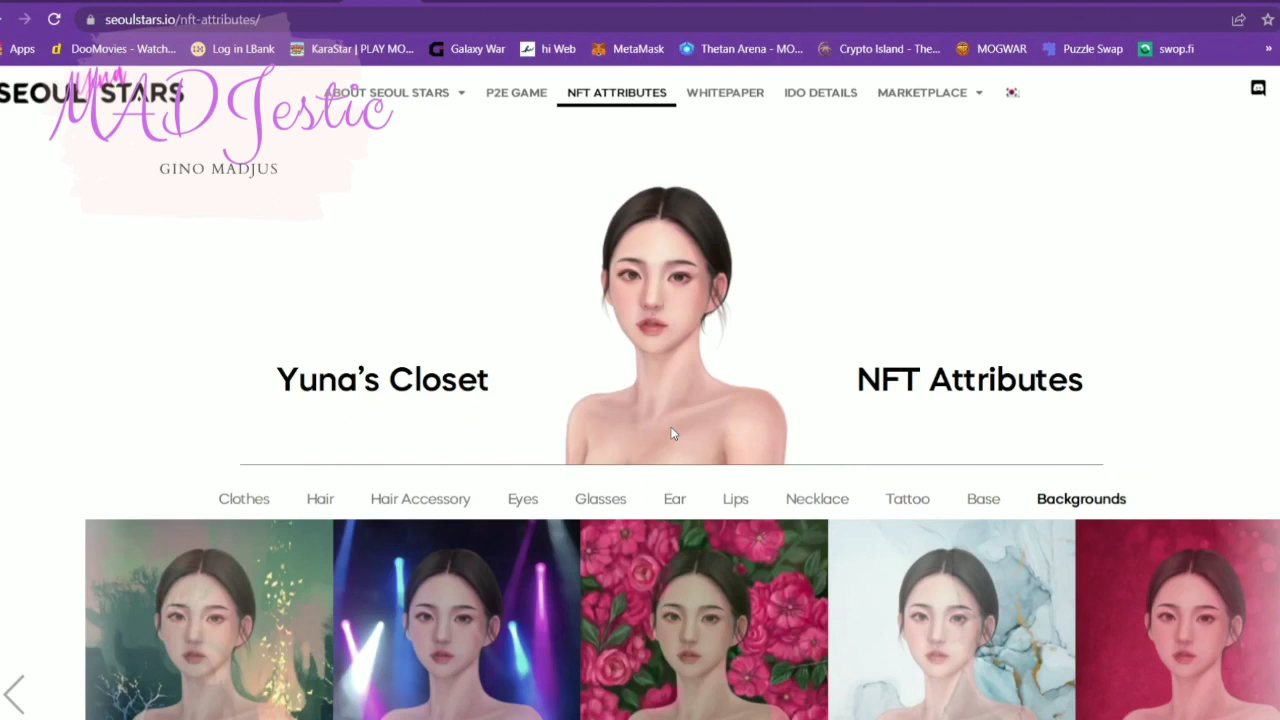 seoulstars.io/nft-attributes/
Apps DooMovies - Watch... Log in LBank KaraStar | PLAY MO... Galaxy War hi Web MetaMask Thetan Arena - MO... Crypto Island - The... MOGWAR Puzzle Swap swop.fi »
SEOUL STARS
ABOUT SEOUL STARS P2E GAME NFT ATTRIBUTES WHITEPAPER IDO DETAILS MARKETPLACE
Yuna
MADJestic
GINO MADJUS
Yuna's Closet
NFT Attributes
Clothes Hair Hair Accessory Eyes Glasses Ear Lips Necklace Tattoo Base Backgrounds